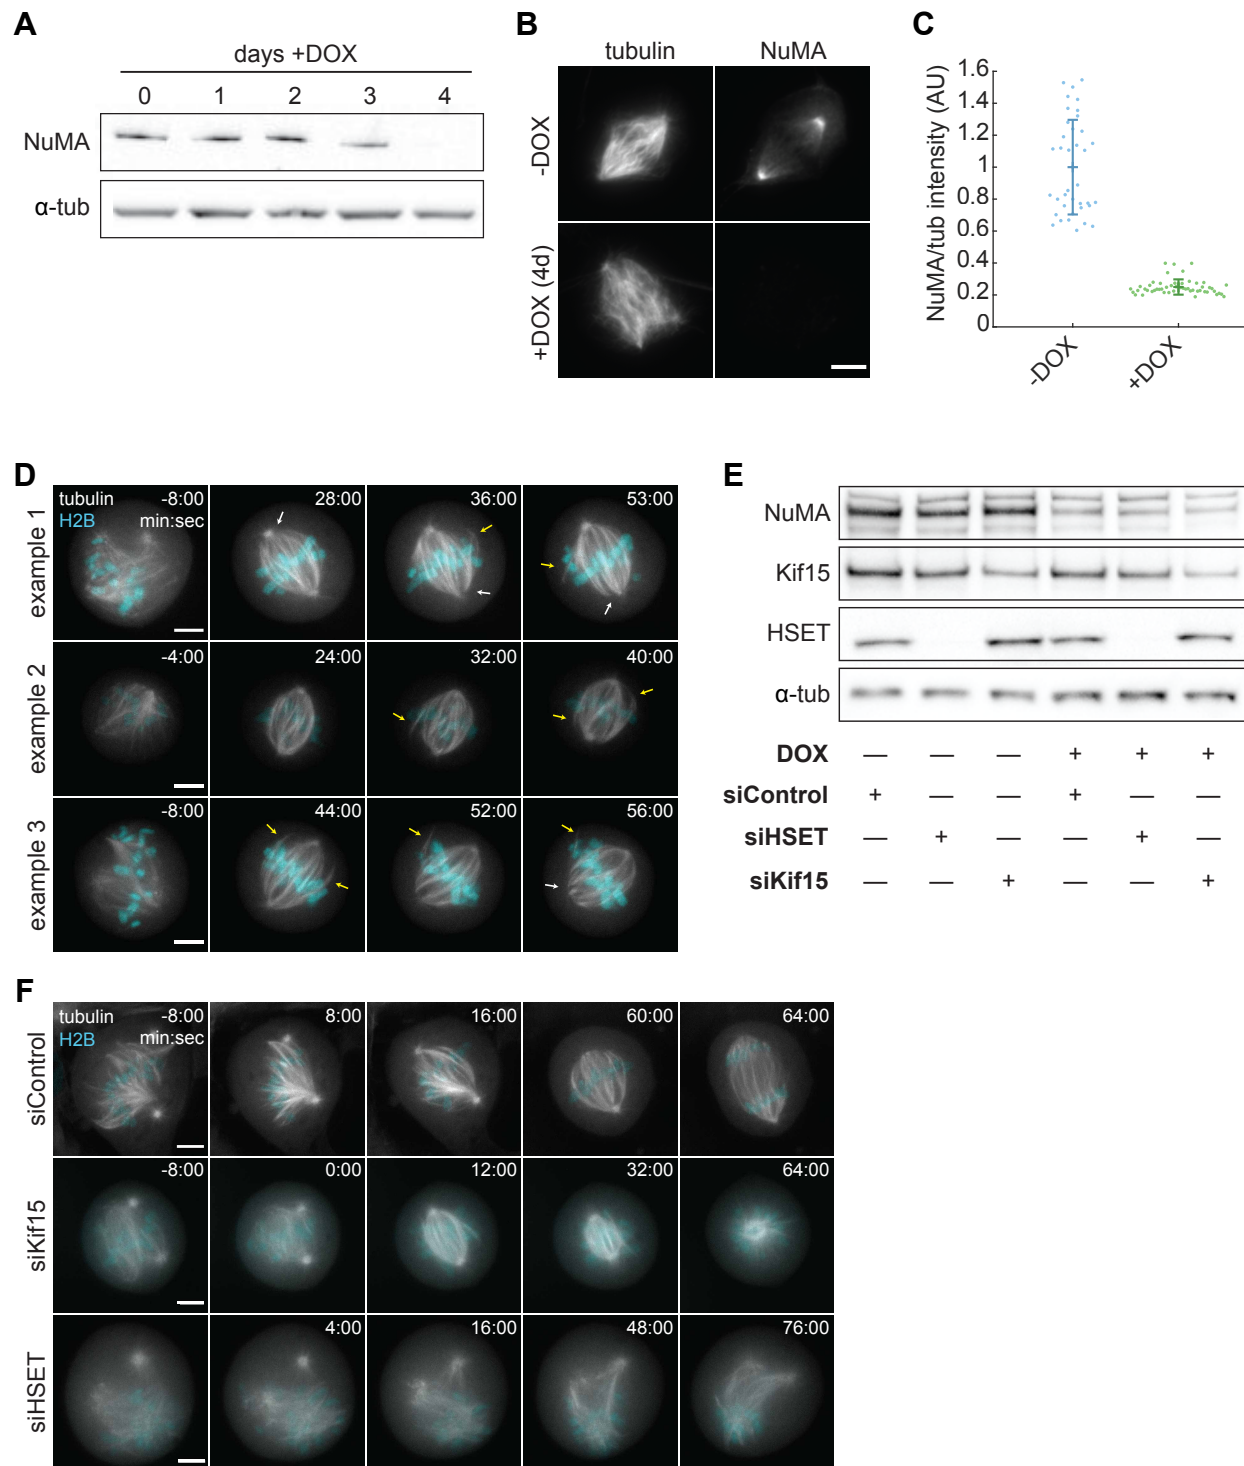 A
days +DOX
0 1 2 3 4
NuMA
α-tub
B
tubulin NuMA
-DOX
+DOX (4d)
C
NuMA/tub intensity (AU)
1.6
1.4
1.2
1
0.8
0.6
0.4
0.2
0
-DOX +DOX
D
example 1
tubulin -8:00 28:00 36:00 53:00
H2B min:sec
example 2
-4:00 24:00 32:00 40:00
example 3
-8:00 44:00 52:00 56:00
E
NuMA
Kif15
HSET
α-tub
DOX — — — + + +
siControl + — — + — —
siHSET — + — — + —
siKif15 — — + — — +
F
siControl
tubulin -8:00 8:00 16:00 60:00 64:00
H2B min:sec
siKif15
-8:00 0:00 12:00 32:00 64:00
siHSET
4:00 16:00 48:00 76:00